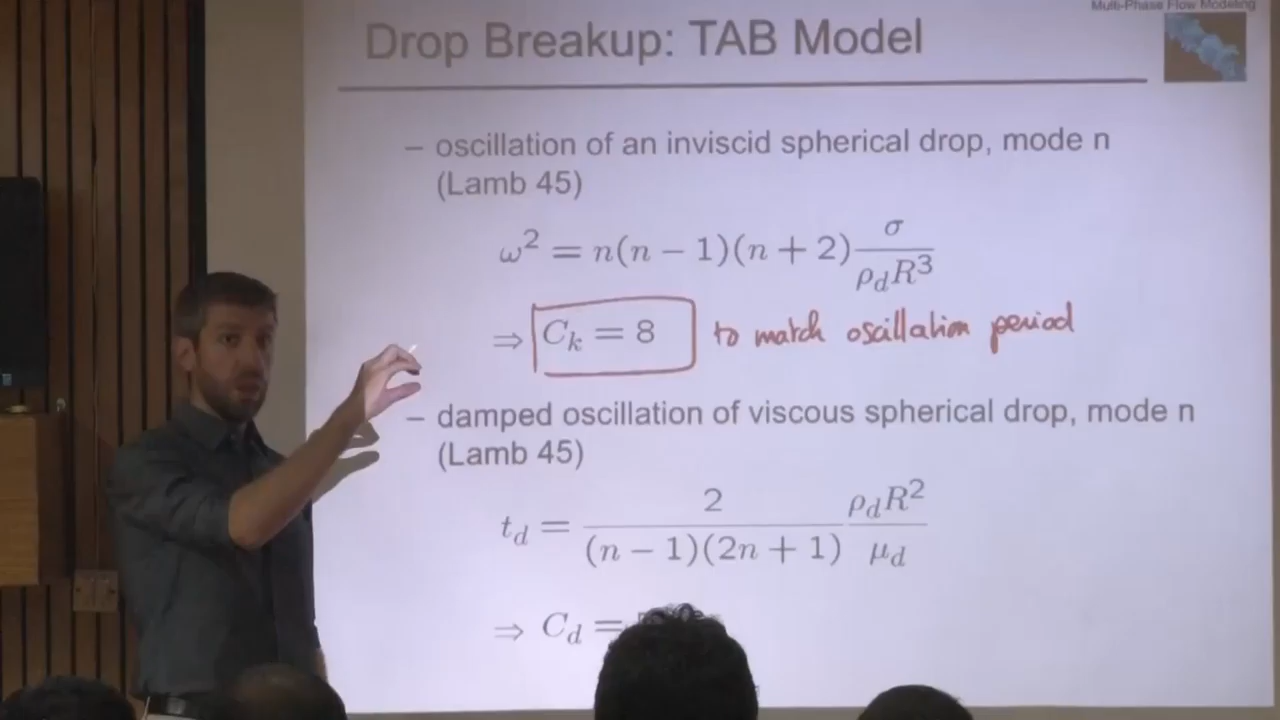 Multi-Phase Flow Modeling
Drop Breakup: TAB Model
– oscillation of an inviscid spherical drop, mode n
(Lamb 45)
ω² = n(n − 1)(n + 2) σ / ρ_d R³
⇒ C_k = 8 to match oscillation period
– damped oscillation of viscous spherical drop, mode n
(Lamb 45)
t_d = 2 / (n − 1)(2n + 1) ρ_d R² / μ_d
⇒ C_d =